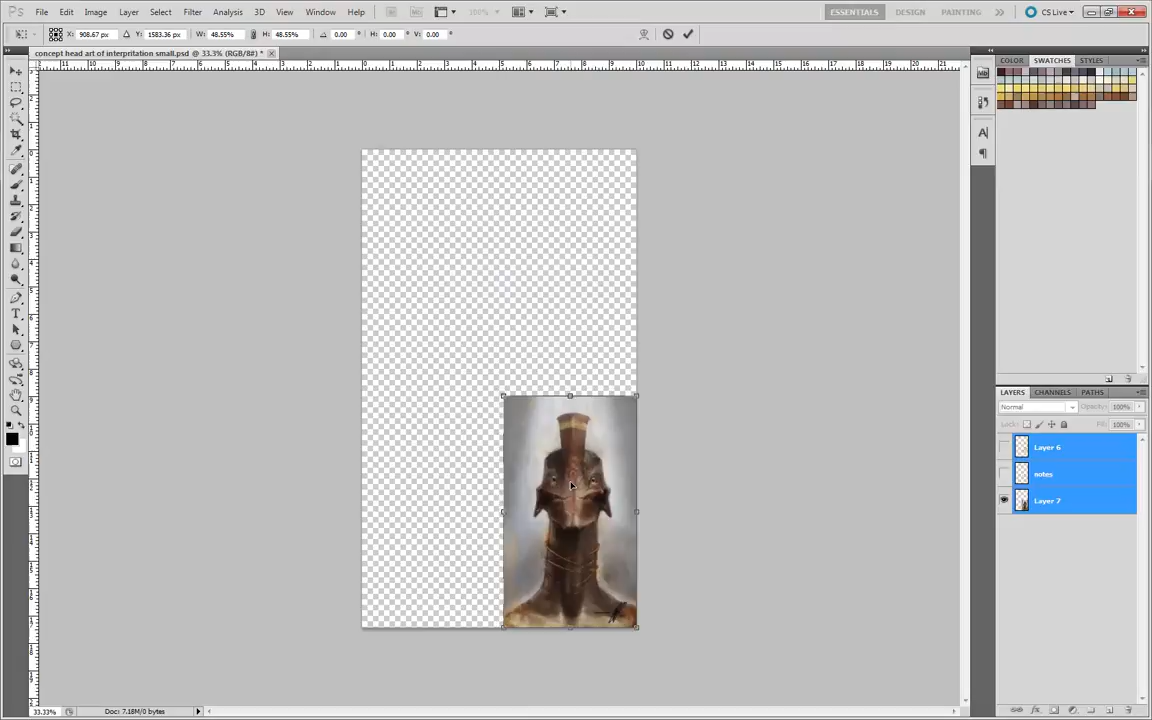 Ps File Edit Image Layer Select Filter Analysis 3D View Window Help 100% ESSENTIALS DESIGN PAINTING CS Live
X: 908.67 px Y: 1583.36 px W: 48.55% H: 48.55% 0.00 ° H: 0.00 ° V: 0.00 °
concept head art of interpritation small.psd @ 33.3% (RGB/8#) *
COLOR SWATCHES STYLES
LAYERS CHANNELS PATHS
Normal Opacity: 100%
Lock: Fill: 100%
Layer 6
notes
Layer 7
33.33% Doc: 7.18M/0 bytes